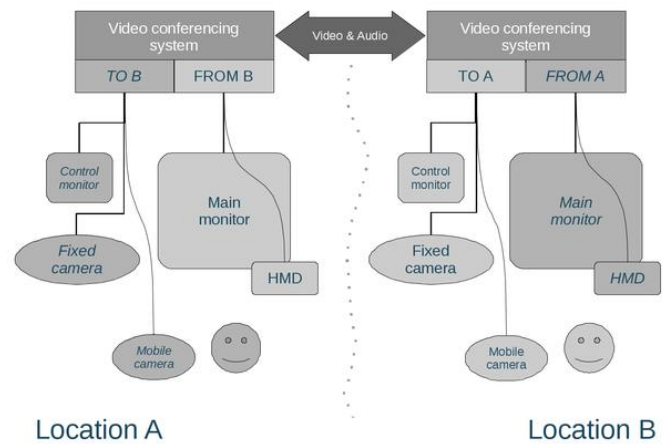 Video conferencing
system
Video & Audio
Video conferencing
system
TO B
FROM B
TO A
FROM A
Control
monitor
Main
monitor
Fixed
camera
HMD
Mobile
camera
Control
monitor
Main
monitor
Fixed
camera
HMD
Mobile
camera
Location A
Location B